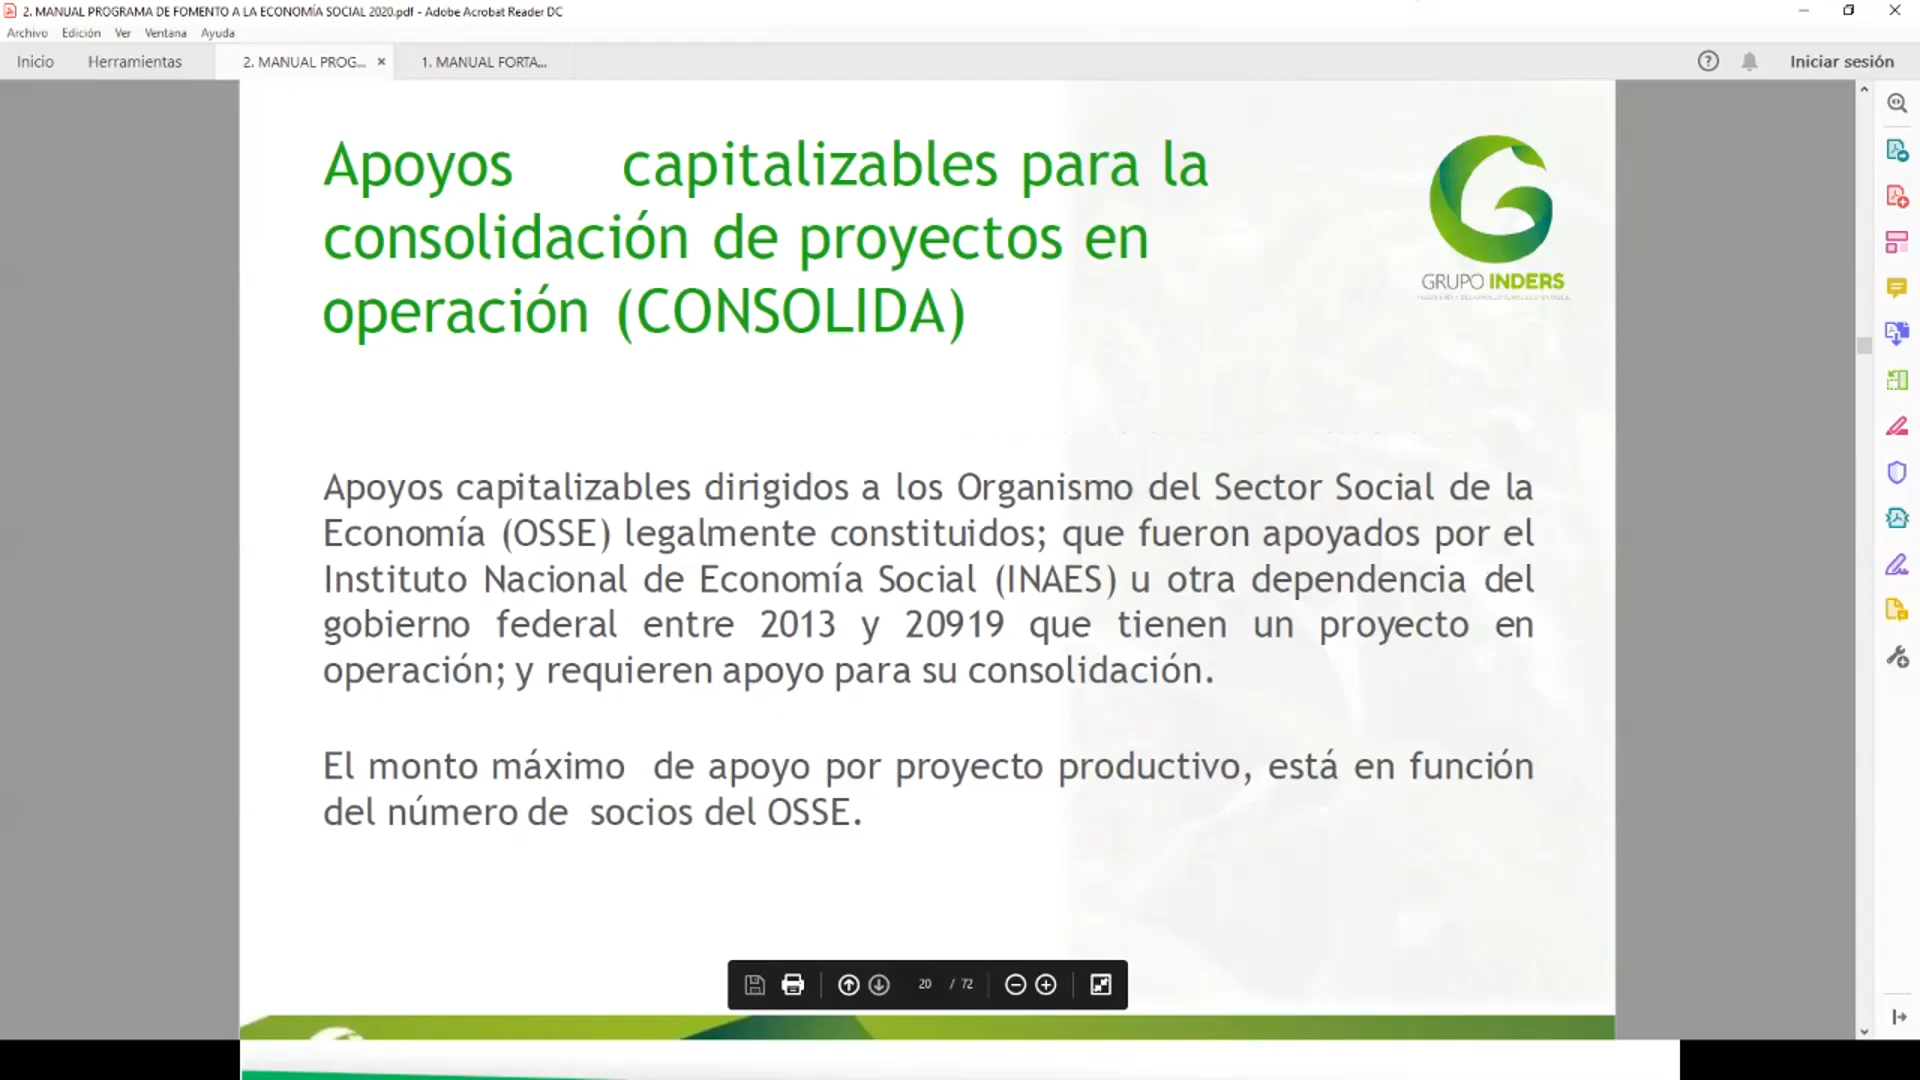 2. MANUAL PROGRAMA DE FOMENTO A LA ECONOMÍA SOCIAL 2020.pdf - Adobe Acrobat Reader DC
Archivo Edición Ver Ventana Ayuda
Inicio Herramientas 2. MANUAL PROG... × 1. MANUAL FORTA... Iniciar sesión
Apoyos capitalizables para la
consolidación de proyectos en
operación (CONSOLIDA)
GRUPO INDERS
Apoyos capitalizables dirigidos a los Organismo del Sector Social de la
Economía (OSSE) legalmente constituidos; que fueron apoyados por el
Instituto Nacional de Economía Social (INAES) u otra dependencia del
gobierno federal entre 2013 y 20919 que tienen un proyecto en
operación; y requieren apoyo para su consolidación.
El monto máximo de apoyo por proyecto productivo, está en función
del número de socios del OSSE.
20 / 72